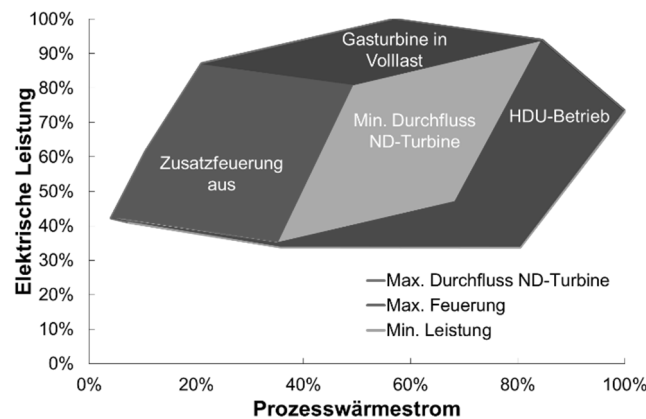 100%
90%
80%
70%
60%
50%
40%
30%
20%
10%
0%
Elektrische Leistung
Gasturbine in
Volllast
Min. Durchfluss
ND-Turbine
HDU-Betrieb
Zusatzfeuerung
aus
Max. Durchfluss ND-Turbine
Max. Feuerung
Min. Leistung
0%
20%
40%
60%
80%
100%
Prozesswärmestrom